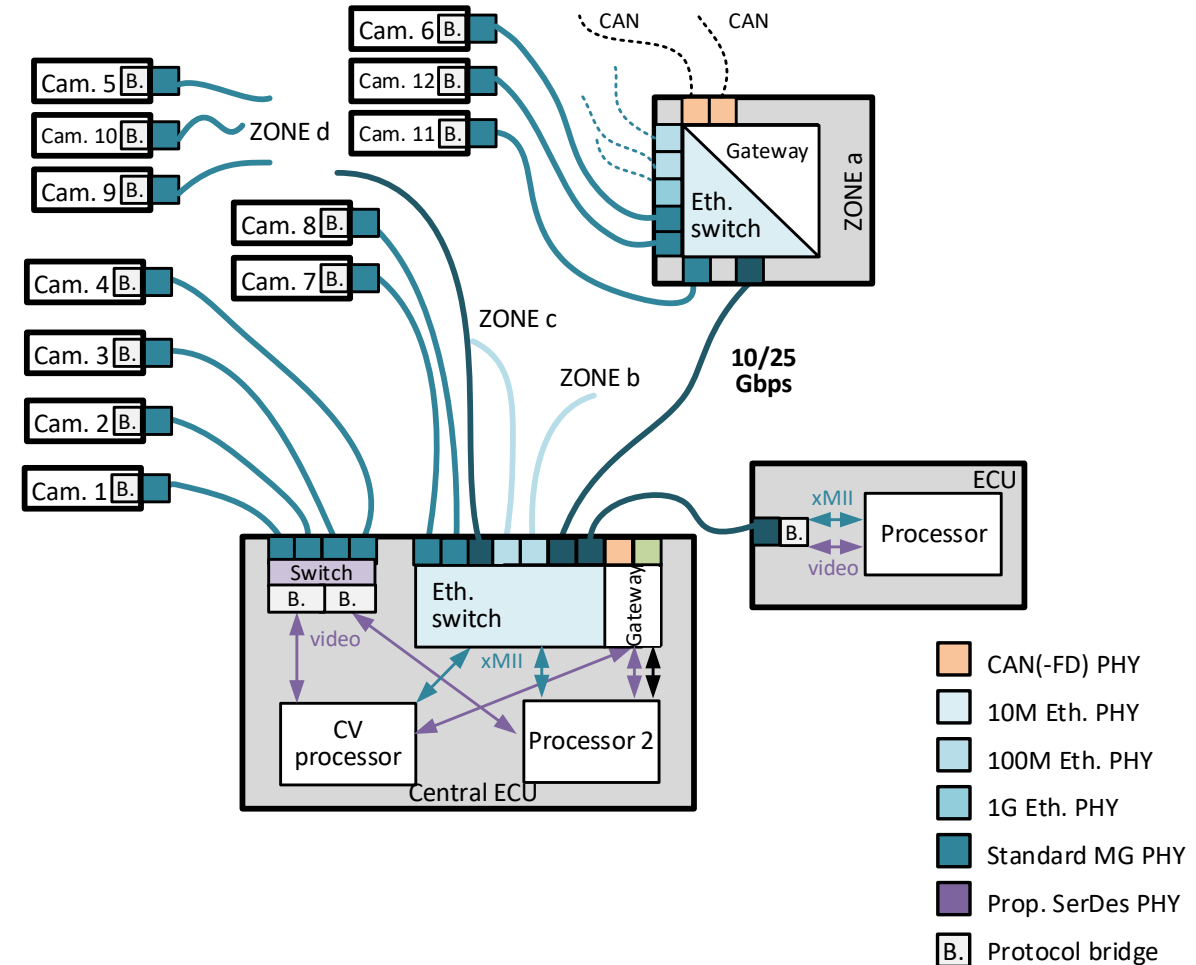 Cam. 6 B.
CAN
CAN
Cam. 5 B.
Cam. 12 B.
Cam. 10 B.
ZONE d
Cam. 11 B.
Gateway
ZONE a
Cam. 9 B.
Eth.
switch
Cam. 8 B.
Cam. 4 B.
Cam. 7 B.
ZONE c
Cam. 3 B.
10/25
Gbps
ZONE b
Cam. 2 B.
Cam. 1 B.
ECU
xMII
B.
Processor
video
Switch
B.
B.
Eth.
switch
Gateway
video
xMII
CV
processor
Processor 2
Central ECU
CAN(-FD) PHY
10M Eth. PHY
100M Eth. PHY
1G Eth. PHY
Standard MG PHY
Prop. SerDes PHY
B. Protocol bridge